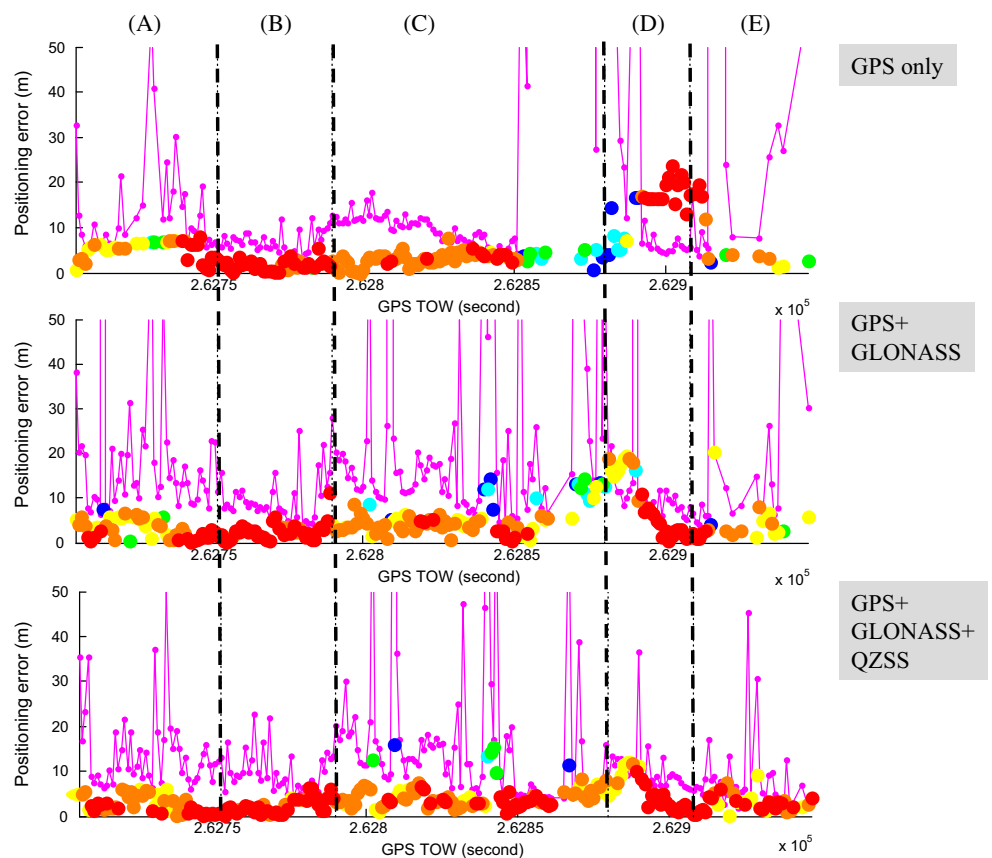 (A) (B) (C) (D) (E)
Positioning error (m)
50
40
30
20
10
0
2.6275 2.628 2.6285 2.629
GPS TOW (second)
x 10^5
GPS only
Positioning error (m)
50
40
30
20
10
0
2.6275 2.628 2.6285 2.629
GPS TOW (second)
x 10^5
GPS+
GLONASS
Positioning error (m)
50
40
30
20
10
0
2.6275 2.628 2.6285 2.629
GPS TOW (second)
x 10^5
GPS+
GLONASS+
QZSS